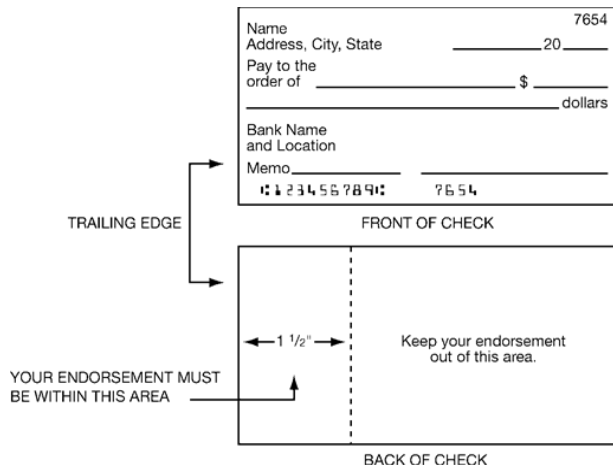 7654
Name
Address, City, State 20
Pay to the
order of $
dollars
Bank Name
and Location
Memo
⑆123456789⑆ 7654
TRAILING EDGE
FRONT OF CHECK
1 1/2"
Keep your endorsement
out of this area.
YOUR ENDORSEMENT MUST
BE WITHIN THIS AREA
BACK OF CHECK